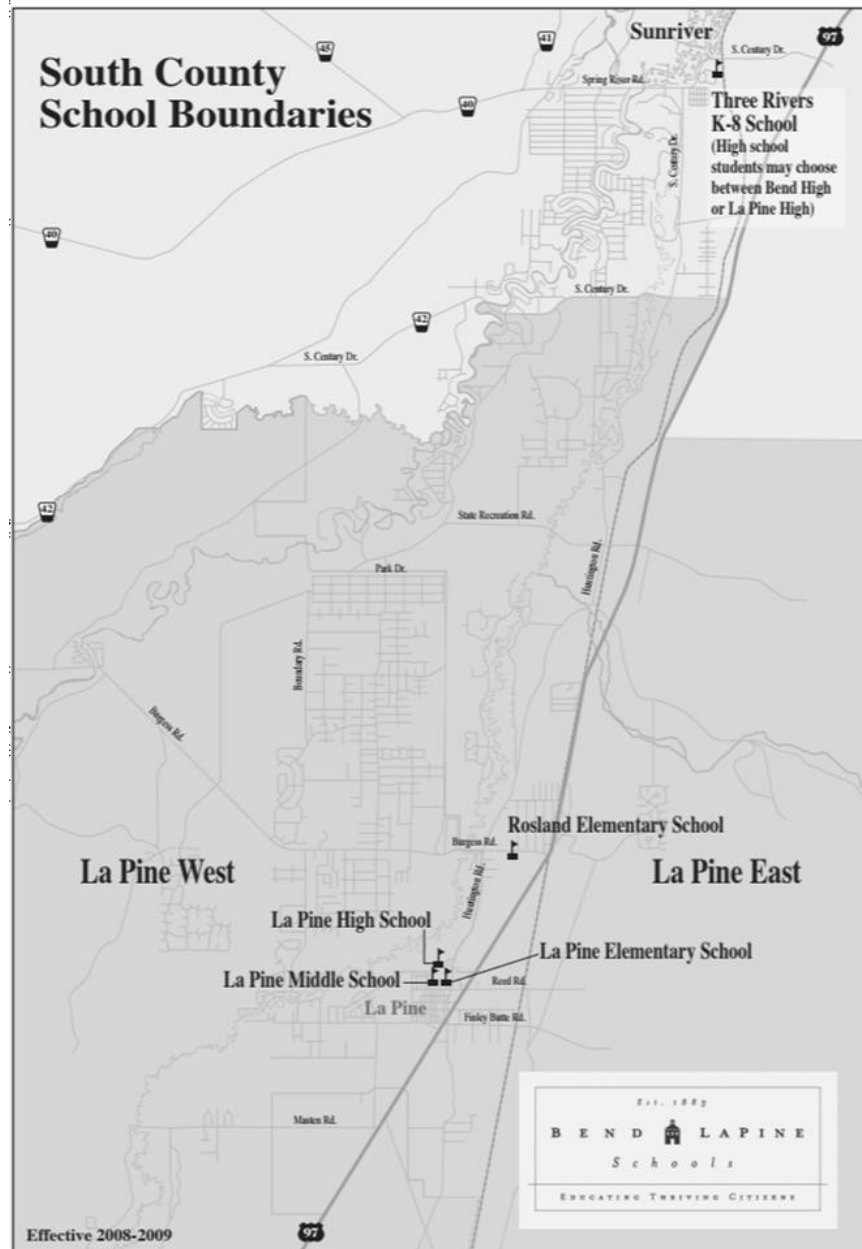 South County
School Boundaries
45
41
Sunriver
97
S. Century Dr.
Spring River Rd.
40
Three Rivers
K-8 School
(High school
students may choose
between Bend High
or La Pine High)
S. Century Dr.
40
S. Century Dr.
42
S. Century Dr.
42
State Recreation Rd.
Huntington Rd.
Park Dr.
Boundary Rd.
Burgess Rd.
Rosland Elementary School
Burgess Rd.
La Pine West
La Pine East
Huntington Rd.
La Pine High School
La Pine Elementary School
La Pine Middle School
Reed Rd.
La Pine
Finley Butte Rd.
Masten Rd.
Est. 1883
BEND LAPINE
Schools
EDUCATING THRIVING CITIZENS
Effective 2008-2009
97